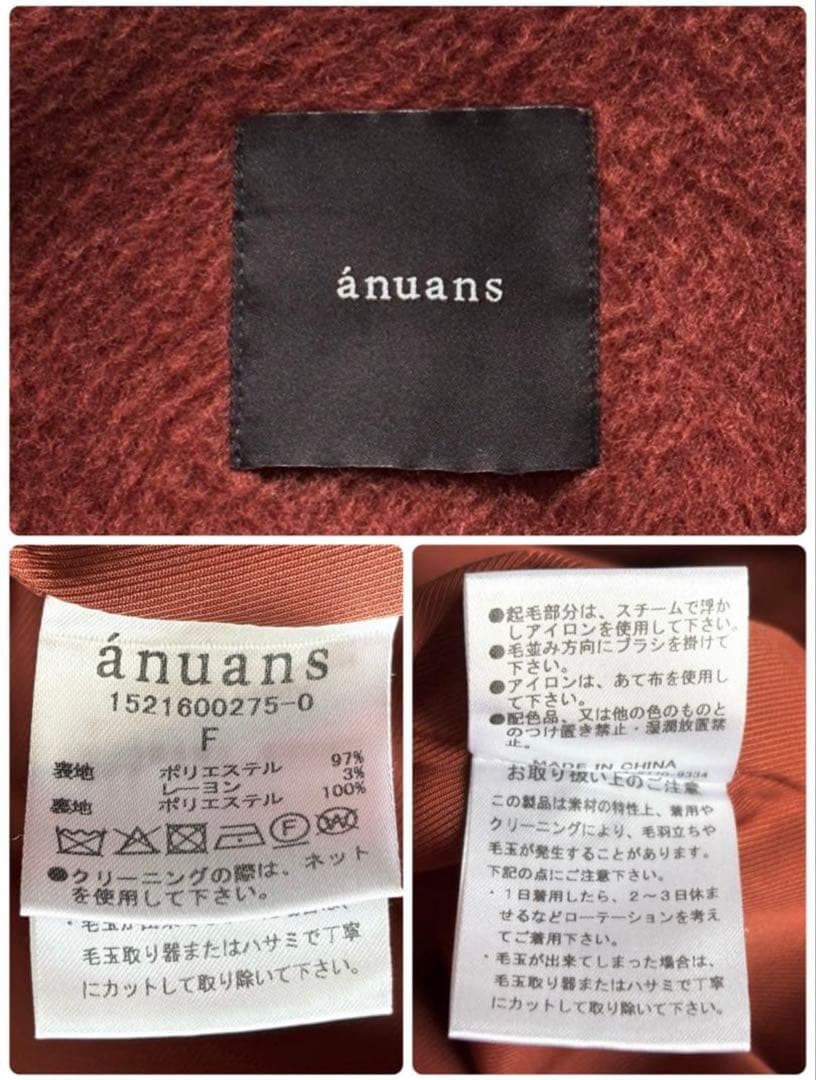 ánuans
ánuans
1521600275-0
F
表地 ポリエステル 97%
レーヨン 3%
裏地 ポリエステル 100%
●クリーニングの際は、ネット
を使用して下さい。
毛玉取り器またはハサミで丁寧
にカットして取り除いて下さい。
●起毛部分は、スチームで浮か
しアイロンを使用して下さい。
●毛並み方向にブラシを掛けて
下さい。
●アイロンは、あて布を使用し
て下さい。
●配色品、又は他の色のものと
のつけ置き禁止・湿潤放置禁
止。
MADE IN CHINA
お取り扱い上のご注意
この製品は素材の特性上、着用や
クリーニングにより、毛羽立ちや
毛玉が発生することがあります。
下記の点にご注意下さい。
・1日着用したら、2～3日休ま
せるなどローテーションを考え
てご着用下さい。
・毛玉が出来てしまった場合は、
毛玉取り器またはハサミで丁寧
にカットして取り除いて下さい。